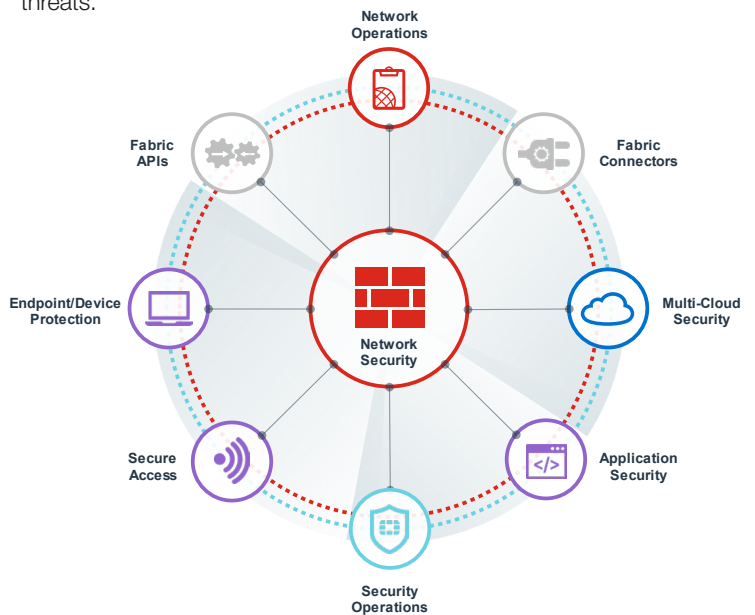 threats.
Network
Operations
Fabric
APIs
Fabric
Connectors
Endpoint/Device
Protection
Network
Security
Multi-Cloud
Security
Secure
Access
</>
Application
Security
Security
Operations